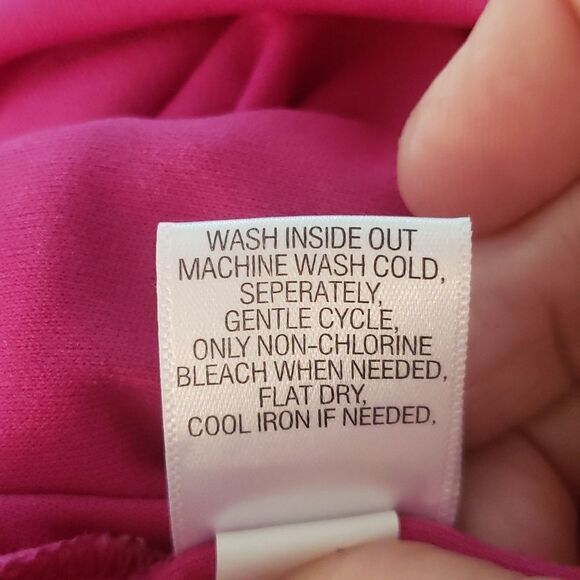 WASH INSIDE OUT
MACHINE WASH COLD,
SEPERATELY,
GENTLE CYCLE,
ONLY NON-CHLORINE
BLEACH WHEN NEEDED,
FLAT DRY,
COOL IRON IF NEEDED,